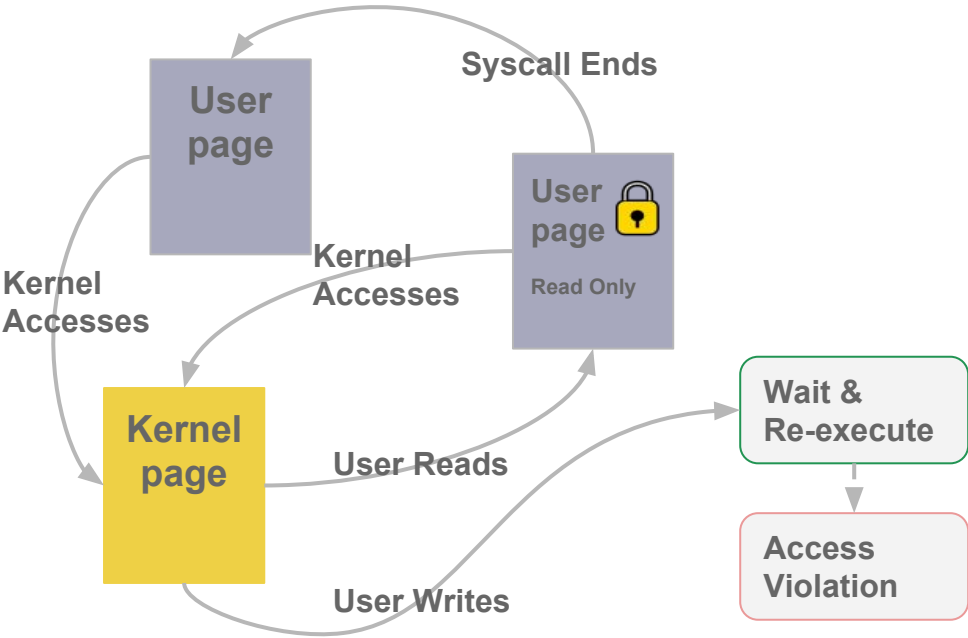 Syscall Ends
User
page
User
page
Read Only
Kernel
Accesses
Kernel
Accesses
Kernel
page
User Reads
User Writes
Wait &
Re-execute
Access
Violation